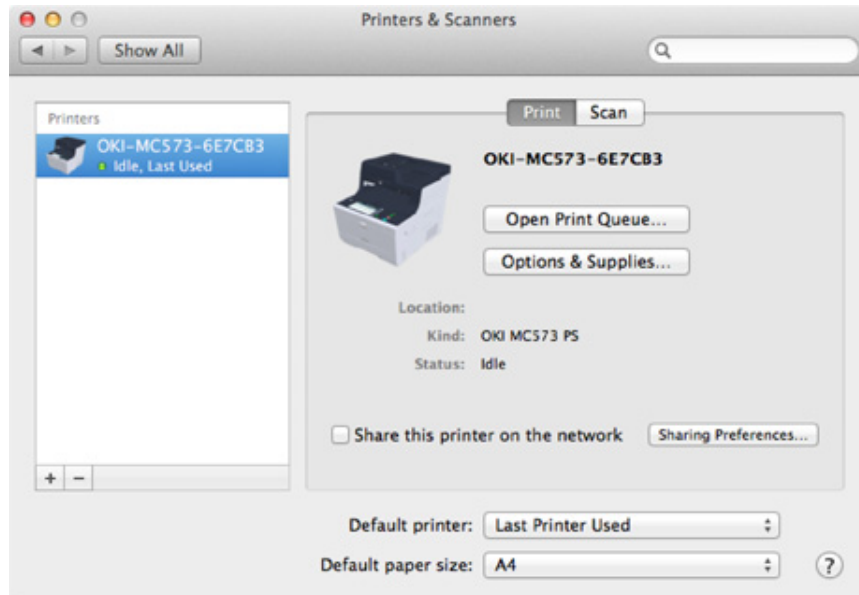 Printers & Scanners
Show All
Printers
OKI-MC573-6E7CB3
Idle, Last Used
Print Scan
OKI-MC573-6E7CB3
Open Print Queue...
Options & Supplies...
Location:
Kind: OKI MC573 PS
Status: Idle
Share this printer on the network Sharing Preferences...
+ −
Default printer: Last Printer Used
Default paper size: A4 ?